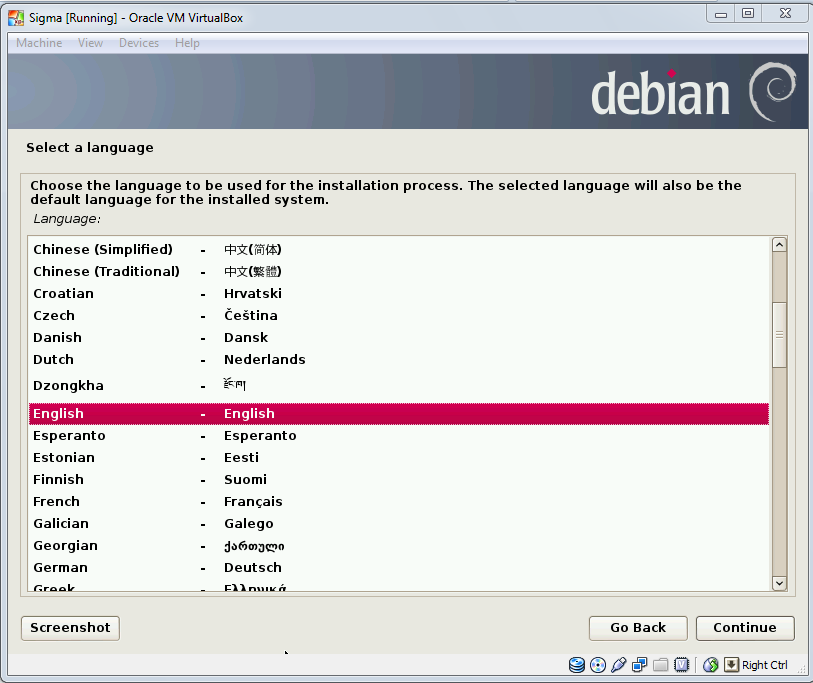 Sigma [Running] - Oracle VM VirtualBox
Machine View Devices Help
debian
Select a language
Choose the language to be used for the installation process. The selected language will also be the
default language for the installed system.
Language:
Chinese (Simplified) - 中文(简体)
Chinese (Traditional) - 中文(繁體)
Croatian - Hrvatski
Czech - Čeština
Danish - Dansk
Dutch - Nederlands
Dzongkha - རྫོང་ཁ།
English - English
Esperanto - Esperanto
Estonian - Eesti
Finnish - Suomi
French - Français
Galician - Galego
Georgian - ქართული
German - Deutsch
Greek - Ελληνικά
Screenshot Go Back Continue
Right Ctrl